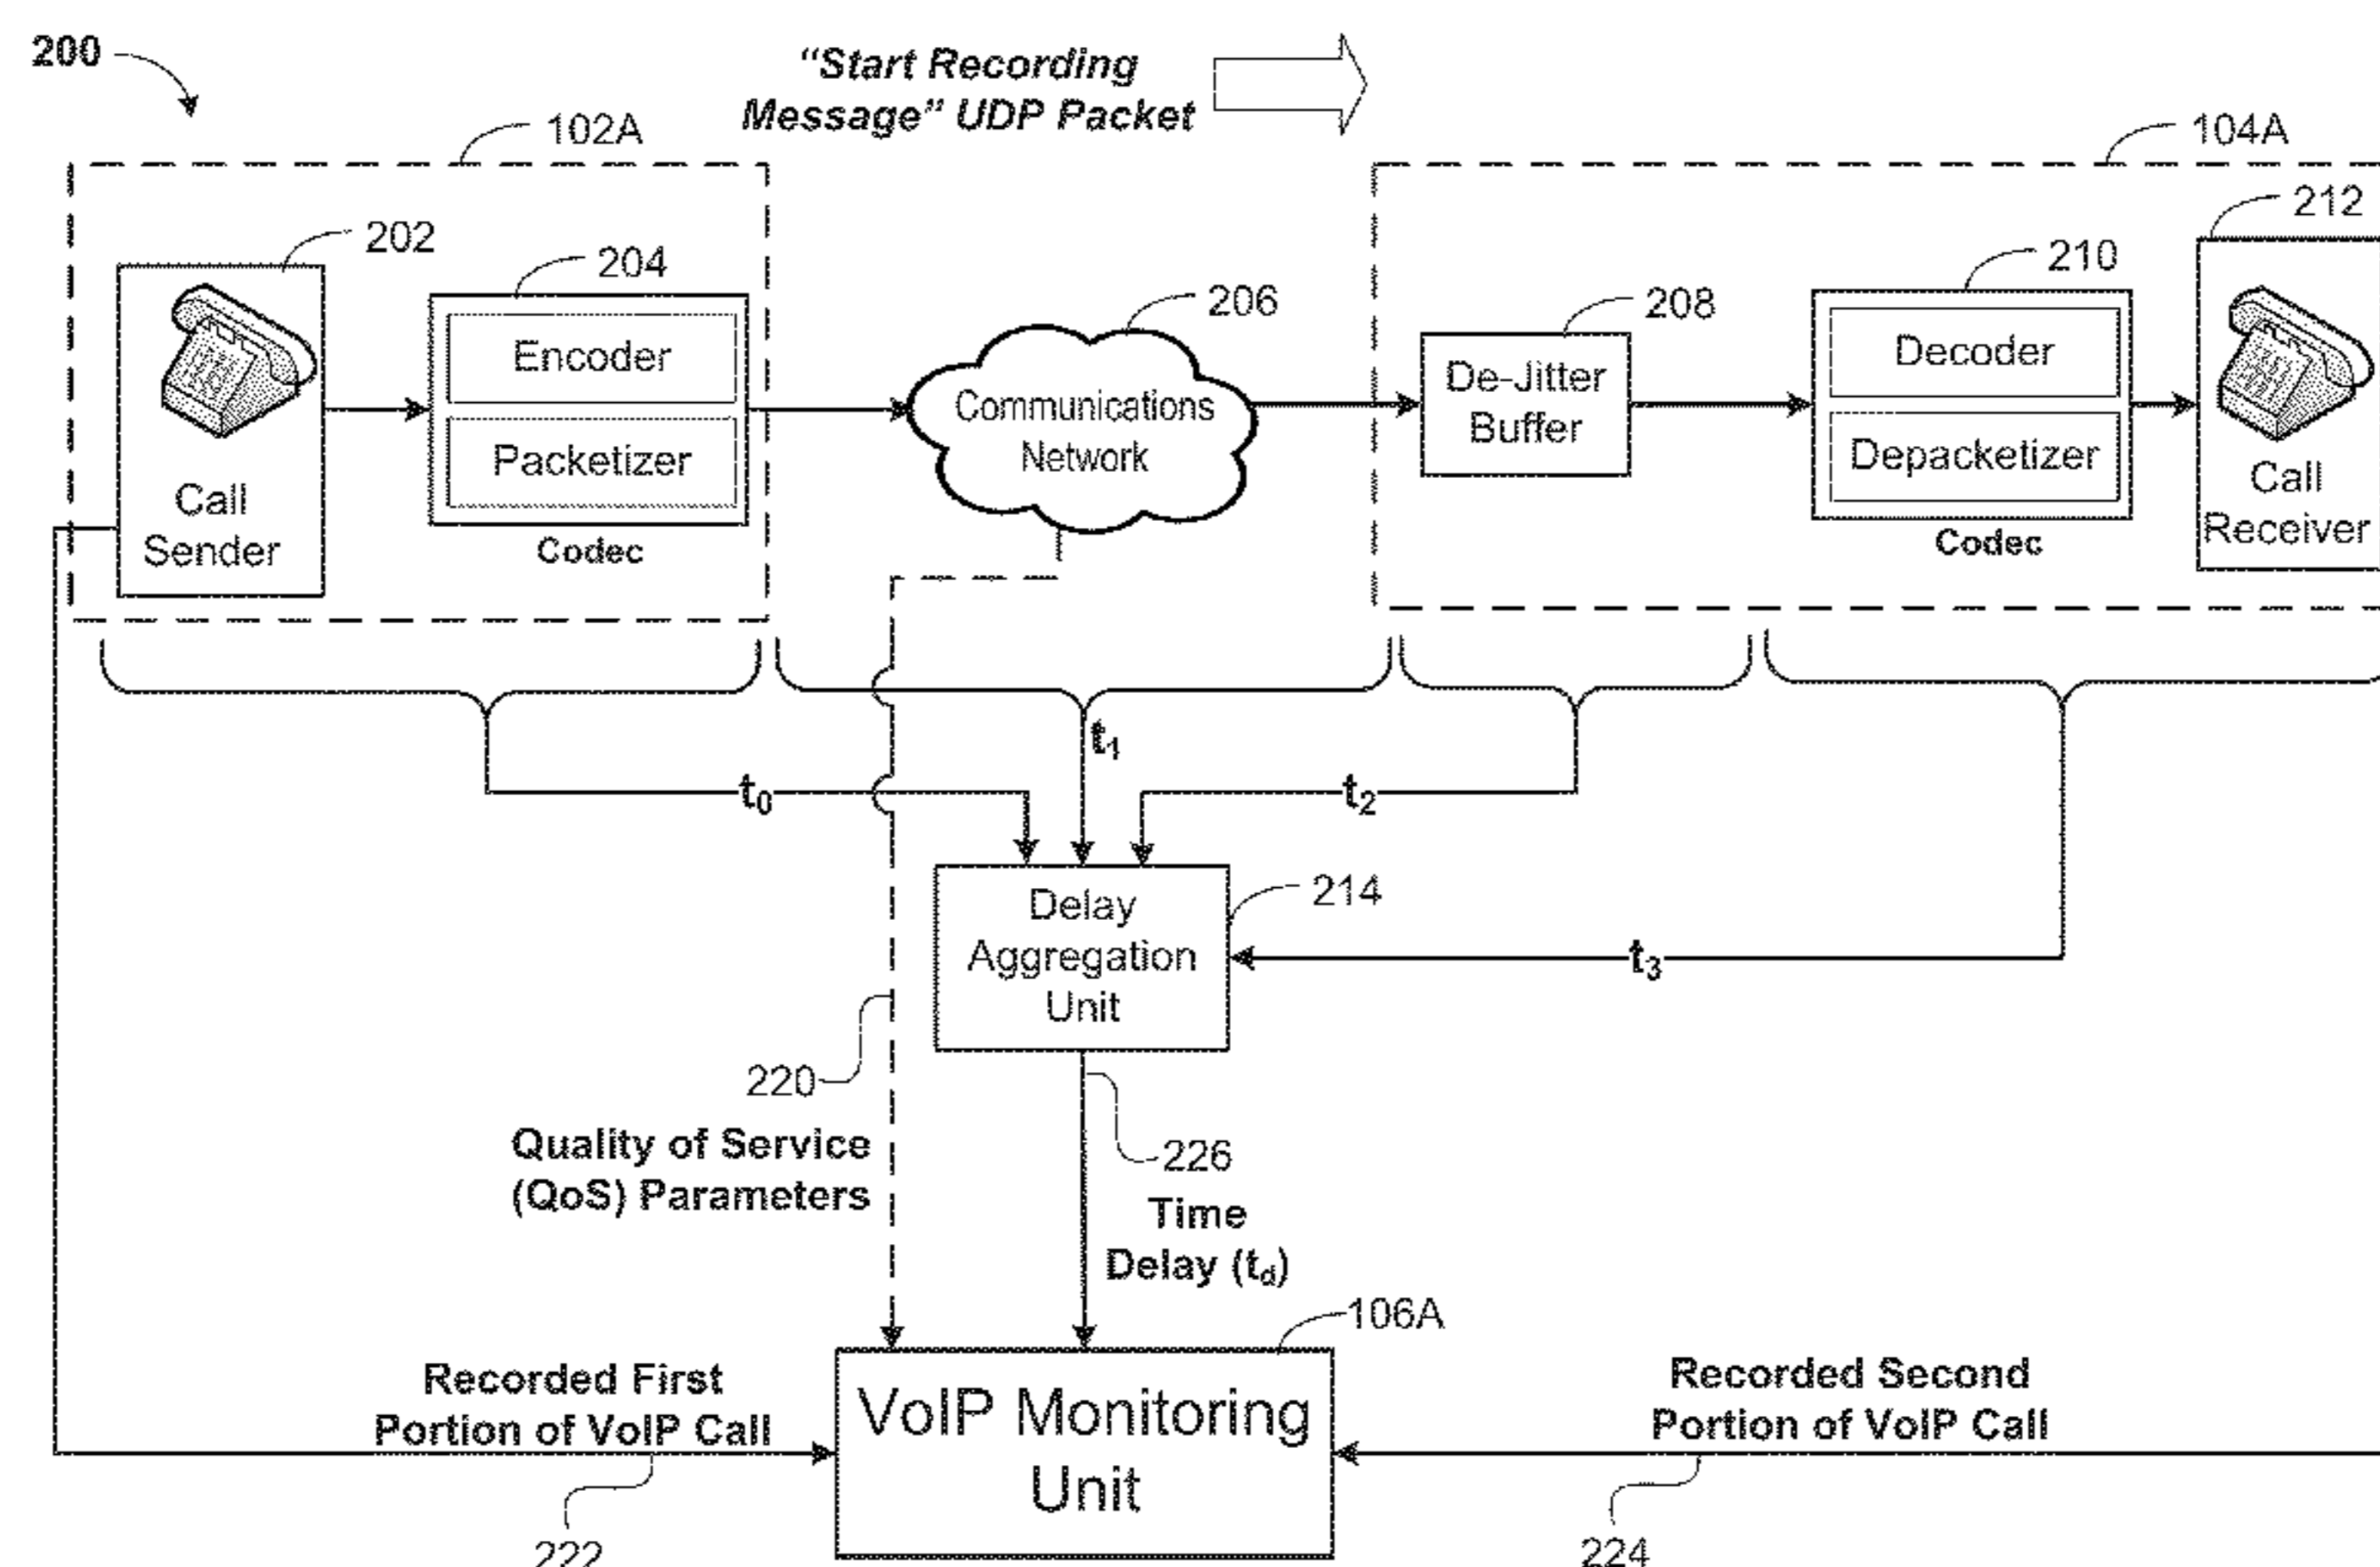 200
"Start Recording
Message" UDP Packet
102A
104A
202
204
206
208
210
212
Call
Sender
Encoder
Packetizer
Codec
Communications
Network
De-Jitter
Buffer
Decoder
Depacketizer
Codec
Call
Receiver
t₁
t₀
t₂
Delay
Aggregation
Unit
214
t₃
220
Quality of Service
(QoS) Parameters
226
Time
Delay (t_d)
106A
Recorded First
Portion of VoIP Call
VoIP Monitoring
Unit
Recorded Second
Portion of VoIP Call
222
224